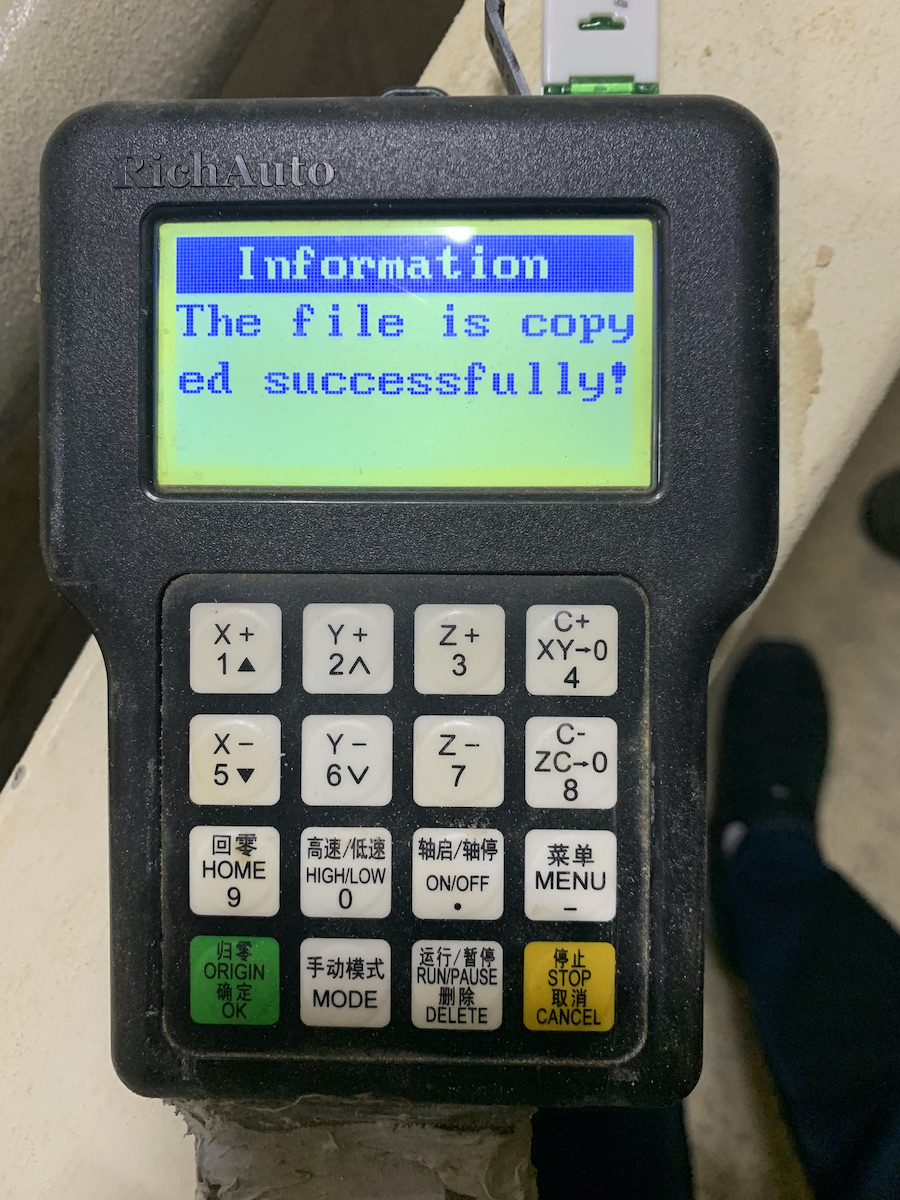 RichAuto
Information
The file is copy
ed successfully!
X +
1▲
Y +
2∧
Z +
3
C+
XY→0
4
X −
5▼
Y −
6∨
Z −
7
C-
ZC→0
8
回零
HOME
9
高速/低速
HIGH/LOW
0
轴启/轴停
ON/OFF
•
菜单
MENU
−
归零
ORIGIN
确定
OK
手动模式
MODE
运行/暂停
RUN/PAUSE
删除
DELETE
停止
STOP
取消
CANCEL